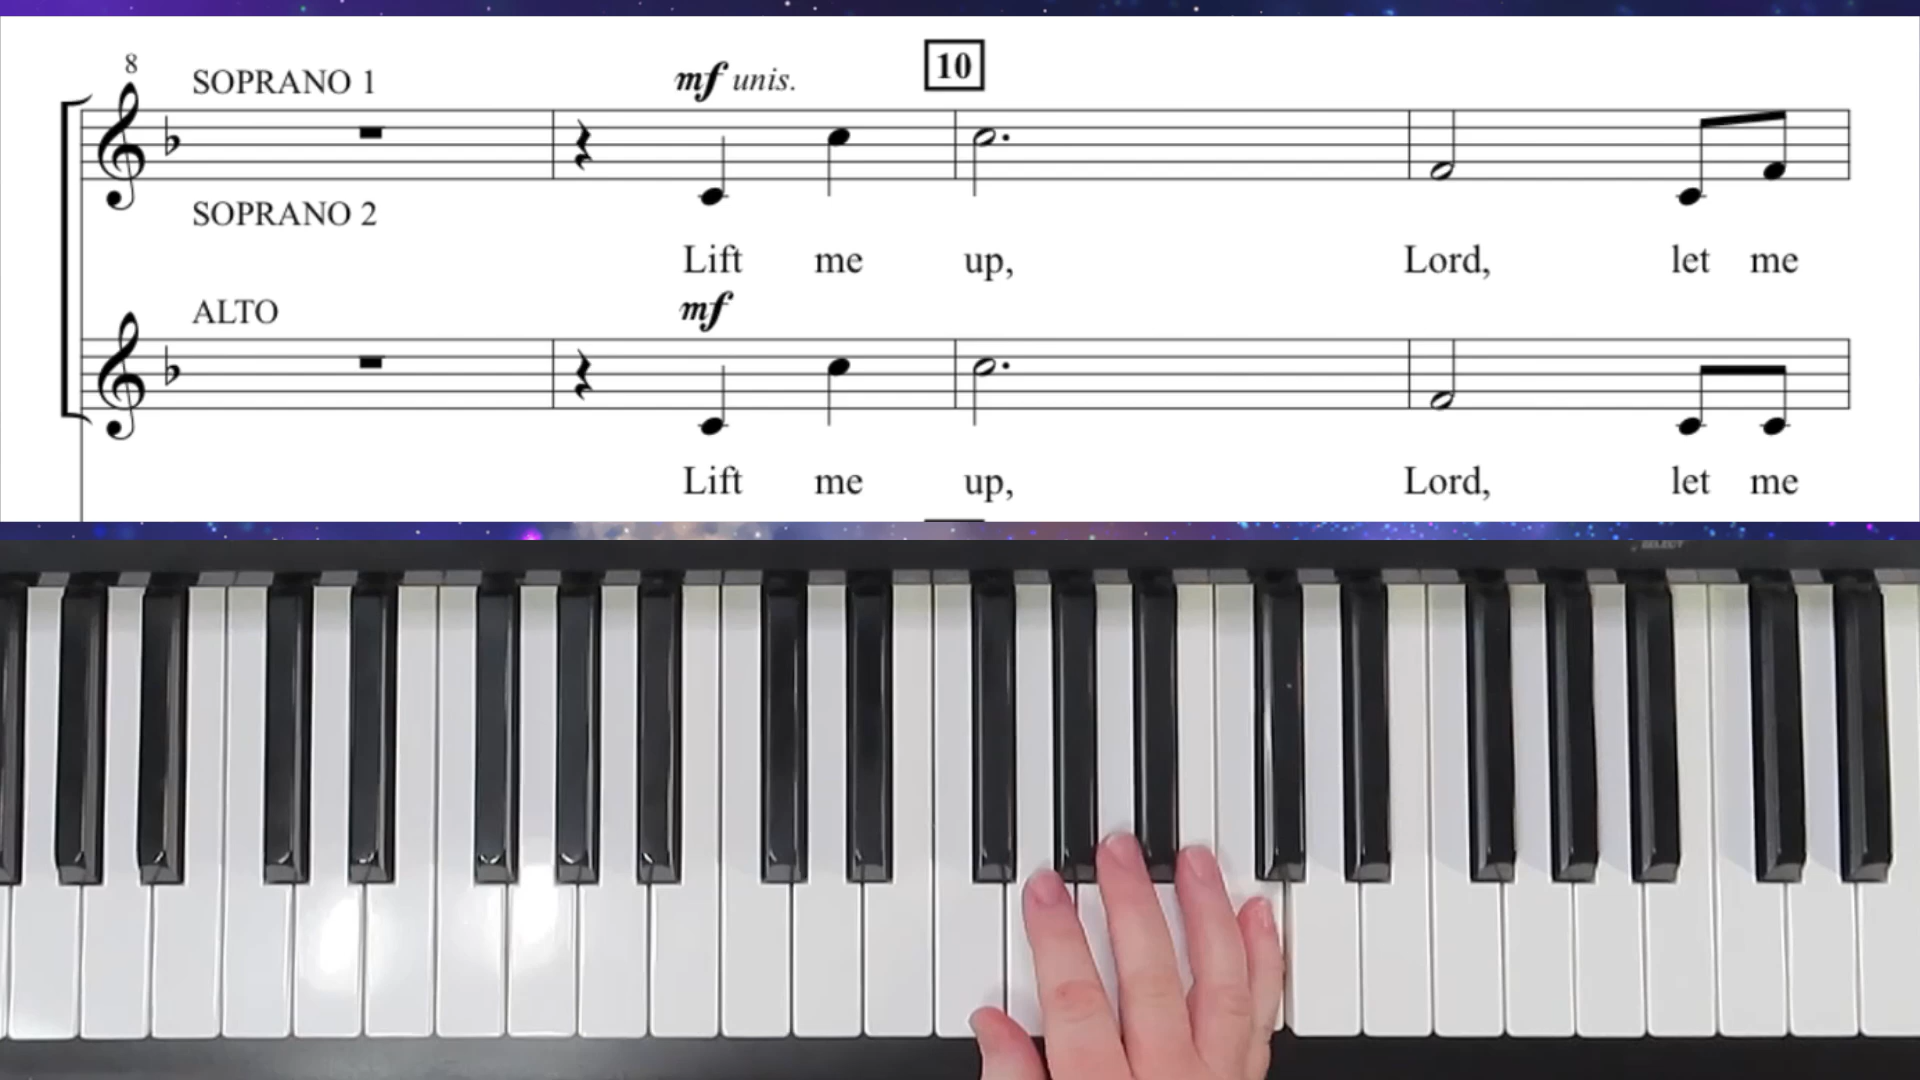 8
SOPRANO 1
mf unis.
10
SOPRANO 2
Lift me up, Lord, let me
ALTO
mf
Lift me up, Lord, let me
SELECT